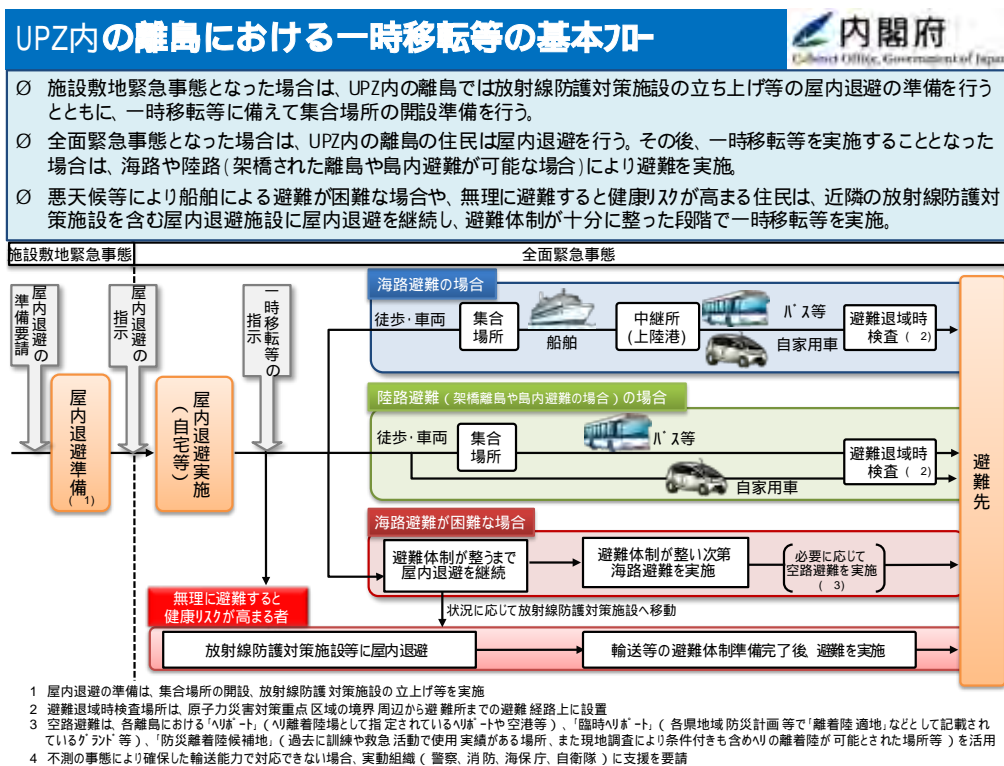 UPZ内の離島における一時移転等の基本フロー
内閣府
Cabinet Office, Government of Japan
Ø 施設敷地緊急事態となった場合は、UPZ内の離島では放射線防護対策施設の立ち上げ等の屋内退避の準備を行う
とともに、一時移転等に備えて集合場所の開設準備を行う。
Ø 全面緊急事態となった場合は、UPZ内の離島の住民は屋内退避を行う。その後、一時移転等を実施することとなった
場合は、海路や陸路(架橋された離島や島内避難が可能な場合)により避難を実施。
Ø 悪天候等により船舶による避難が困難な場合や、無理に避難すると健康リスクが高まる住民は、近隣の放射線防護対
策施設を含む屋内退避施設に屋内退避を継続し、避難体制が十分に整った段階で一時移転等を実施。
施設敷地緊急事態
全面緊急事態
屋内退避の
準備要請
屋内退避準備
( 1)
屋内退避の
指示
屋内退避実施
(自宅等)
一時移転等の
指示
海路避難の場合
徒歩・車両
集合
場所
船舶
中継所
(上陸港)
バス等
自家用車
避難退域時
検査( 2)
陸路避難(架橋離島や島内避難の場合)の場合
徒歩・車両
集合
場所
バス等
自家用車
避難退域時
検査( 2)
海路避難が困難な場合
避難体制が整うまで
屋内退避を継続
避難体制が整い次第
海路避難を実施
必要に応じて
空路避難を実施
( 3)
避難先
無理に避難すると
健康リスクが高まる者
状況に応じて放射線防護対策施設へ移動
放射線防護対策施設等に屋内退避
輸送等の避難体制準備完了後、避難を実施
1 屋内退避の準備は、集合場所の開設、放射線防護対策施設の立上げ等を実施
2 避難退域時検査場所は、原子力災害対策重点区域の境界周辺から避難所までの避難経路上に設置
3 空路避難は、各離島における「ヘリポート」(ヘリ離着陸場として指定されているヘリポートや空港等)、「臨時ヘリポート」(各県地域防災計画等で「離着陸適地」などとして記載され
ているグランド等)、「防災離着陸候補地」(過去に訓練や救急活動で使用実績がある場所、また現地調査により条件付きも含めヘリの離着陸が可能とされた場所等)を活用
4 不測の事態により確保した輸送能力で対応できない場合、実動組織(警察、消防、海保庁、自衛隊)に支援を要請